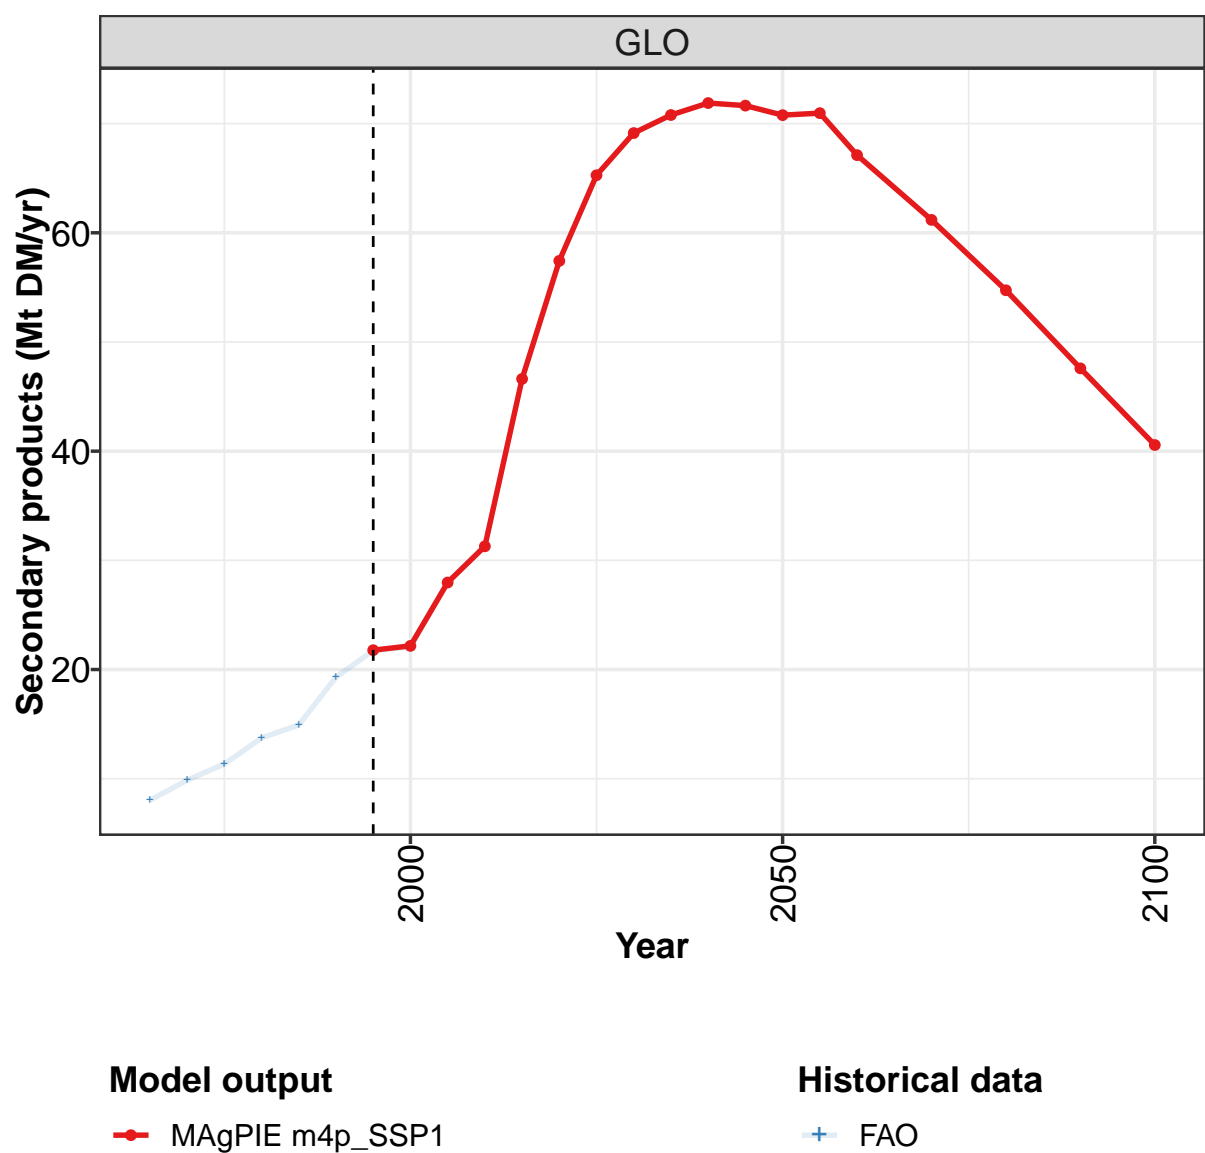 GLO
Secondary products (Mt DM/yr)
60
40
20
2000
2050
2100
Year
Model output
MAgPIE m4p_SSP1
Historical data
FAO